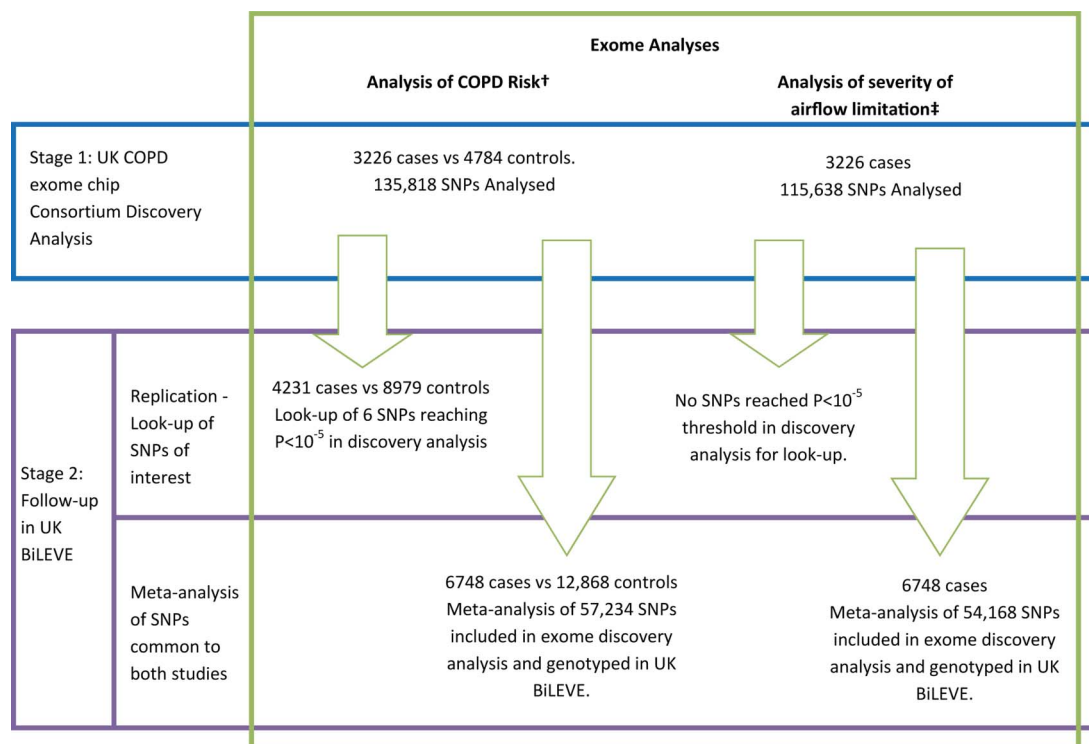 Exome Analyses
Analysis of COPD Risk†
Analysis of severity of
airflow limitation‡
Stage 1: UK COPD
exome chip
Consortium Discovery
Analysis
3226 cases vs 4784 controls.
135,818 SNPs Analysed
3226 cases
115,638 SNPs Analysed
Stage 2:
Follow-up
in UK
BiLEVE
Replication -
Look-up of
SNPs of
interest
4231 cases vs 8979 controls
Look-up of 6 SNPs reaching
P<10⁻⁵ in discovery analysis
No SNPs reached P<10⁻⁵
threshold in discovery
analysis for look-up.
Meta-analysis
of SNPs
common to
both studies
6748 cases vs 12,868 controls
Meta-analysis of 57,234 SNPs
included in exome discovery
analysis and genotyped in UK
BiLEVE.
6748 cases
Meta-analysis of 54,168 SNPs
included in exome discovery
analysis and genotyped in UK
BiLEVE.